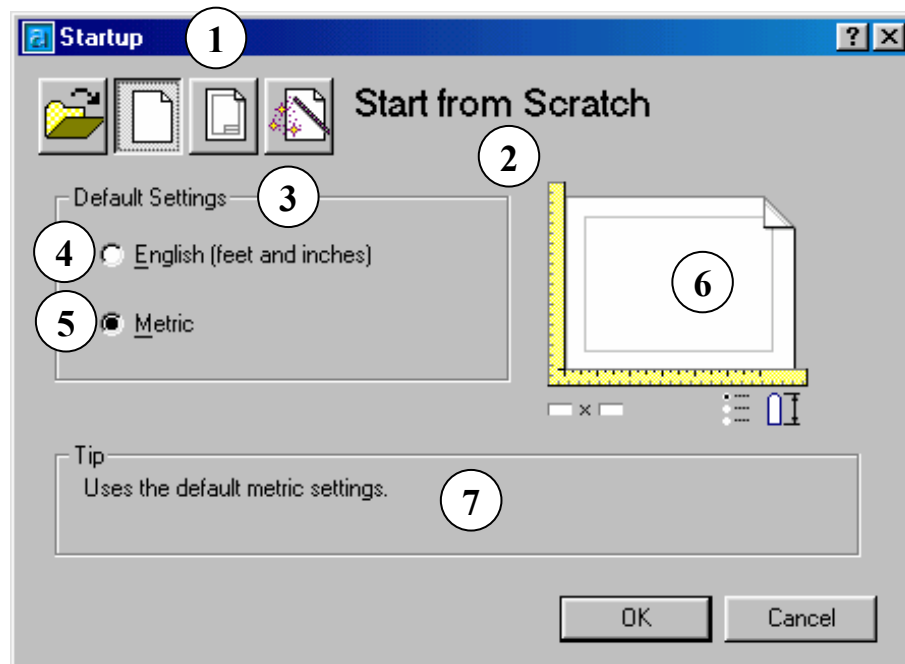 Startup 1
Start from Scratch
2
Default Settings 3
4 English (feet and inches)
6
5 Metric
×
Tip
Uses the default metric settings.
7
OK Cancel